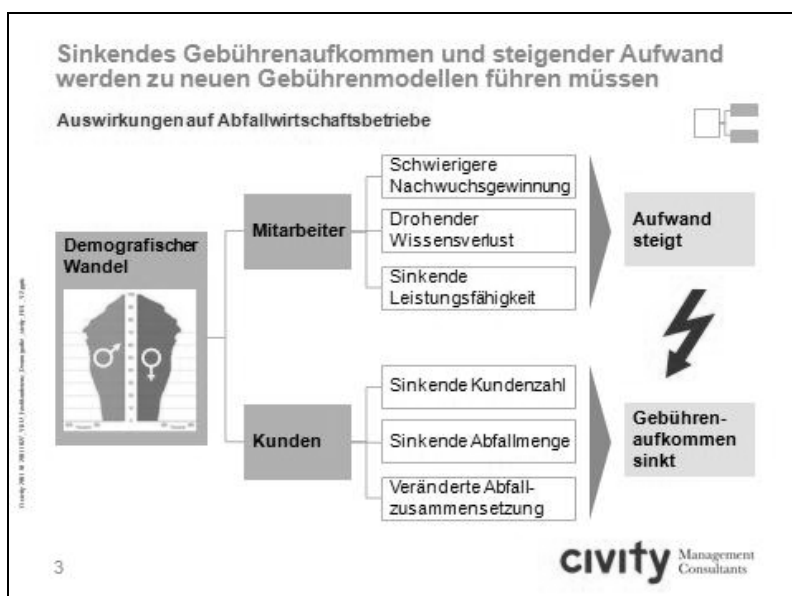 Sinkendes Gebührenaufkommen und steigender Aufwand
werden zu neuen Gebührenmodellen führen müssen
Auswirkungen auf Abfallwirtschaftsbetriebe
Demografischer
Wandel
Mitarbeiter
Schwierigere
Nachwuchsgewinnung
Drohender
Wissensverlust
Sinkende
Leistungsfähigkeit
Aufwand
steigt
Kunden
Sinkende Kundenzahl
Sinkende Abfallmenge
Veränderte Abfall-
zusammensetzung
Gebühren-
aufkommen
sinkt
3
civity Management
Consultants